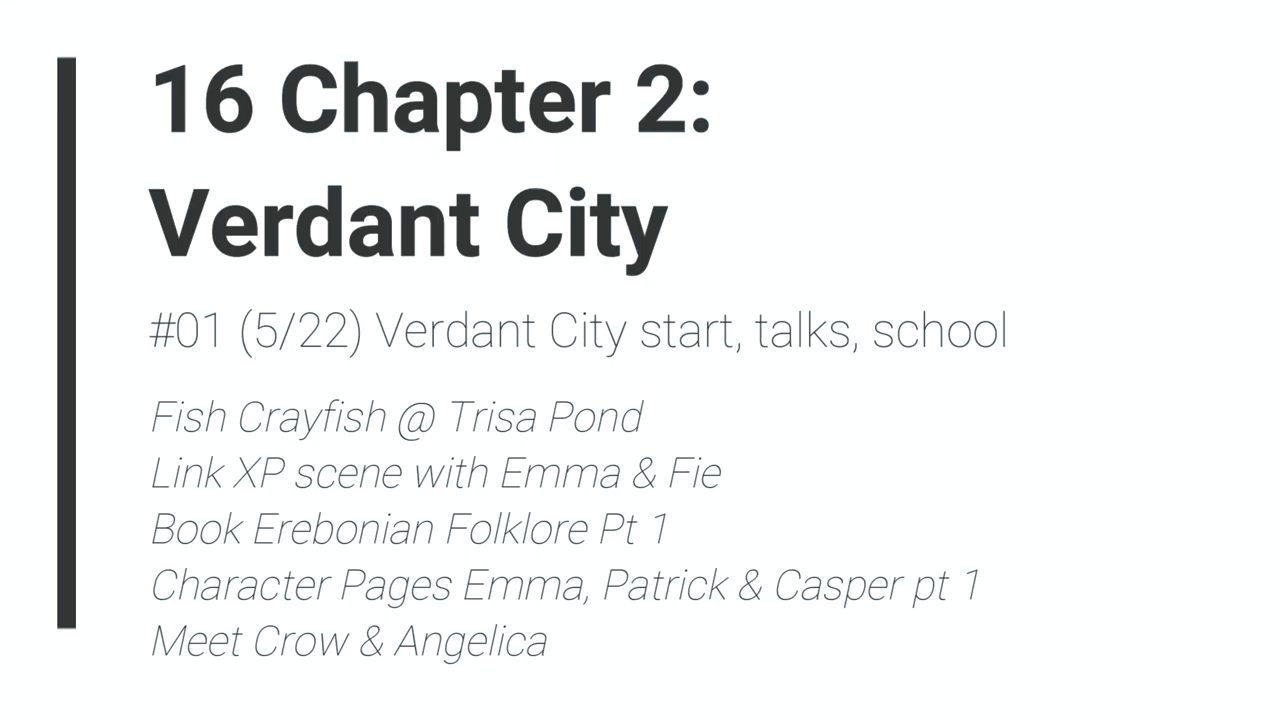 16 Chapter 2:
Verdant City
#01 (5/22) Verdant City start, talks, school
Fish Crayfish @ Trisa Pond
Link XP scene with Emma & Fie
Book Erebonian Folklore Pt 1
Character Pages Emma, Patrick & Casper pt 1
Meet Crow & Angelica